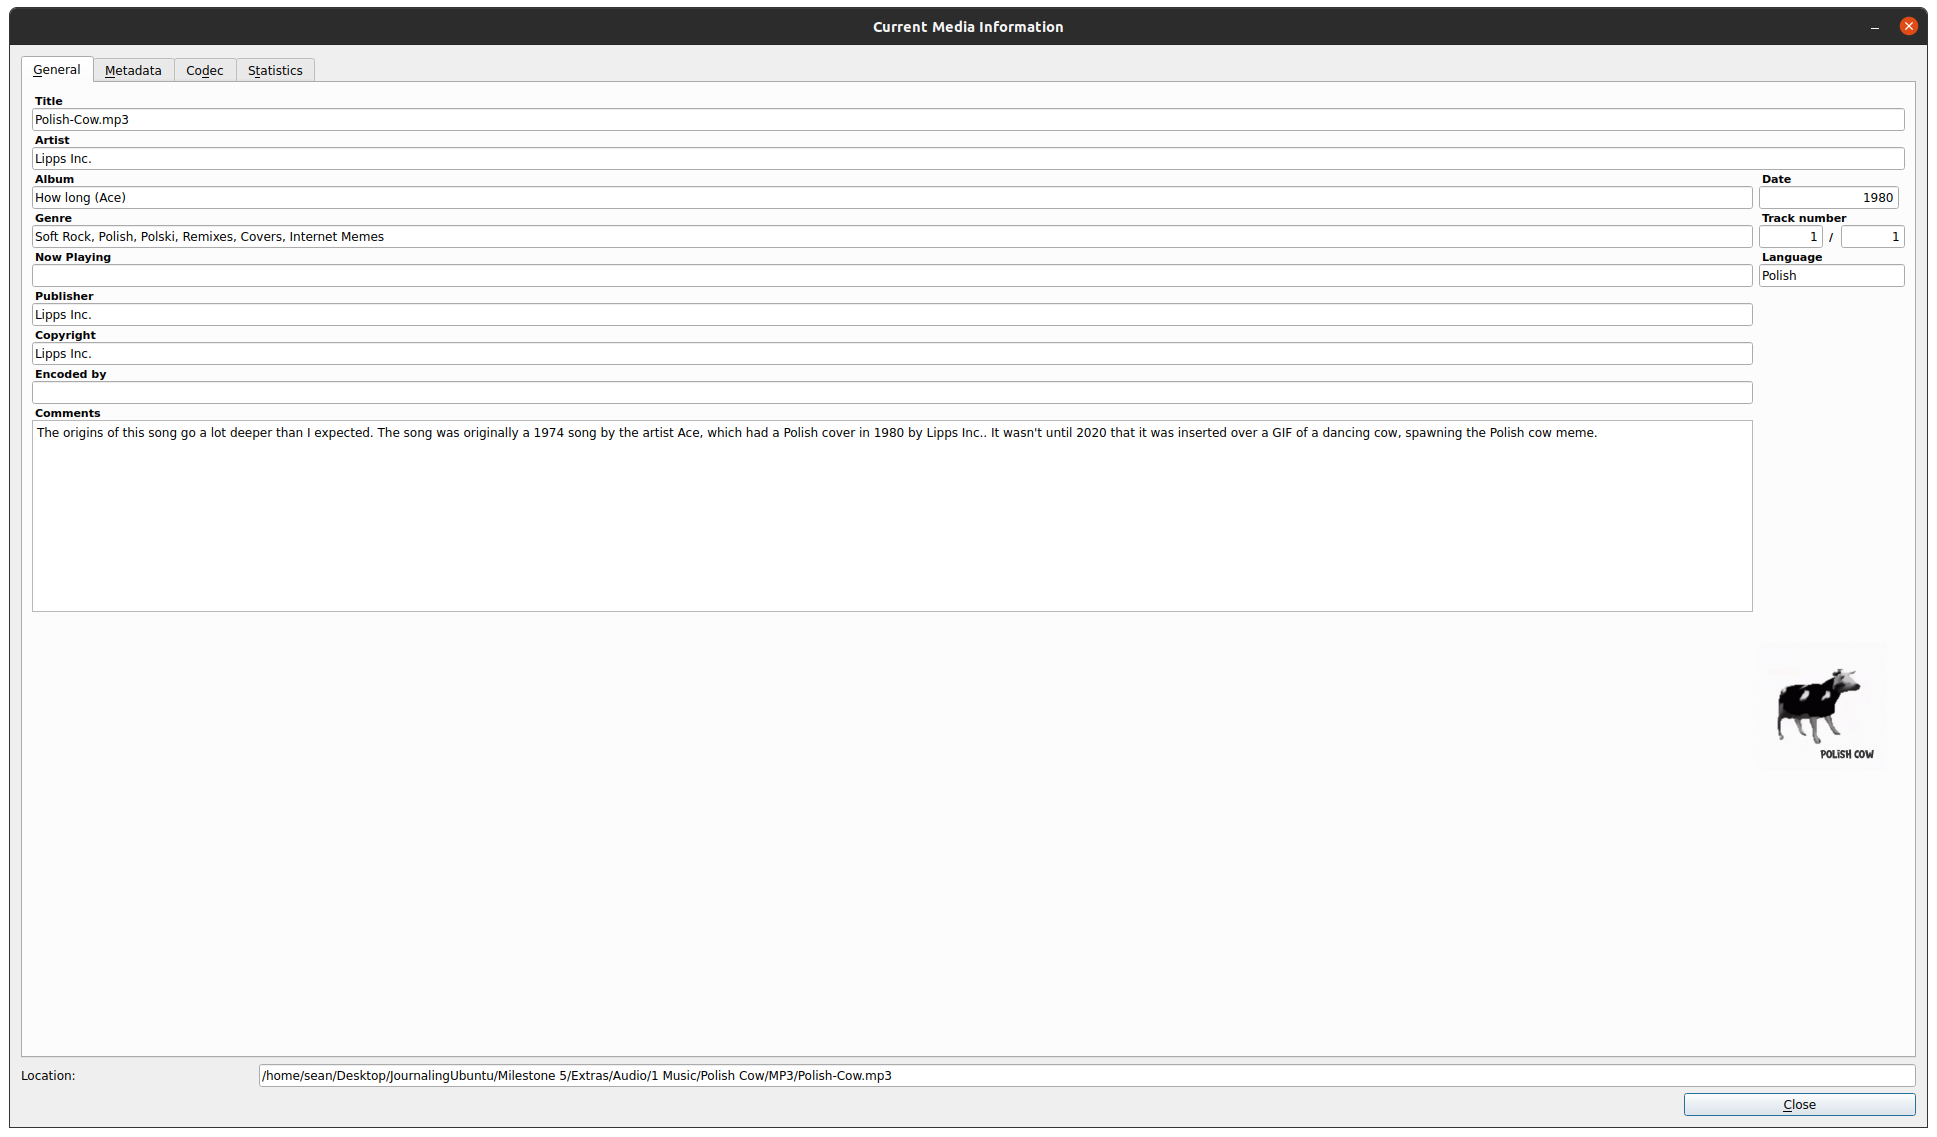 Current Media Information
General
Metadata
Codec
Statistics
Title
Polish-Cow.mp3
Artist
Lipps Inc.
Album
Date
How long (Ace)
1980
Genre
Track number
Soft Rock, Polish, Polski, Remixes, Covers, Internet Memes
1 / 1
Now Playing
Language
Polish
Publisher
Lipps Inc.
Copyright
Lipps Inc.
Encoded by
Comments
The origins of this song go a lot deeper than I expected. The song was originally a 1974 song by the artist Ace, which had a Polish cover in 1980 by Lipps Inc.. It wasn't until 2020 that it was inserted over a GIF of a dancing cow, spawning the Polish cow meme.
POLISH COW
Location:
/home/sean/Desktop/JournalingUbuntu/Milestone 5/Extras/Audio/1 Music/Polish Cow/MP3/Polish-Cow.mp3
Close